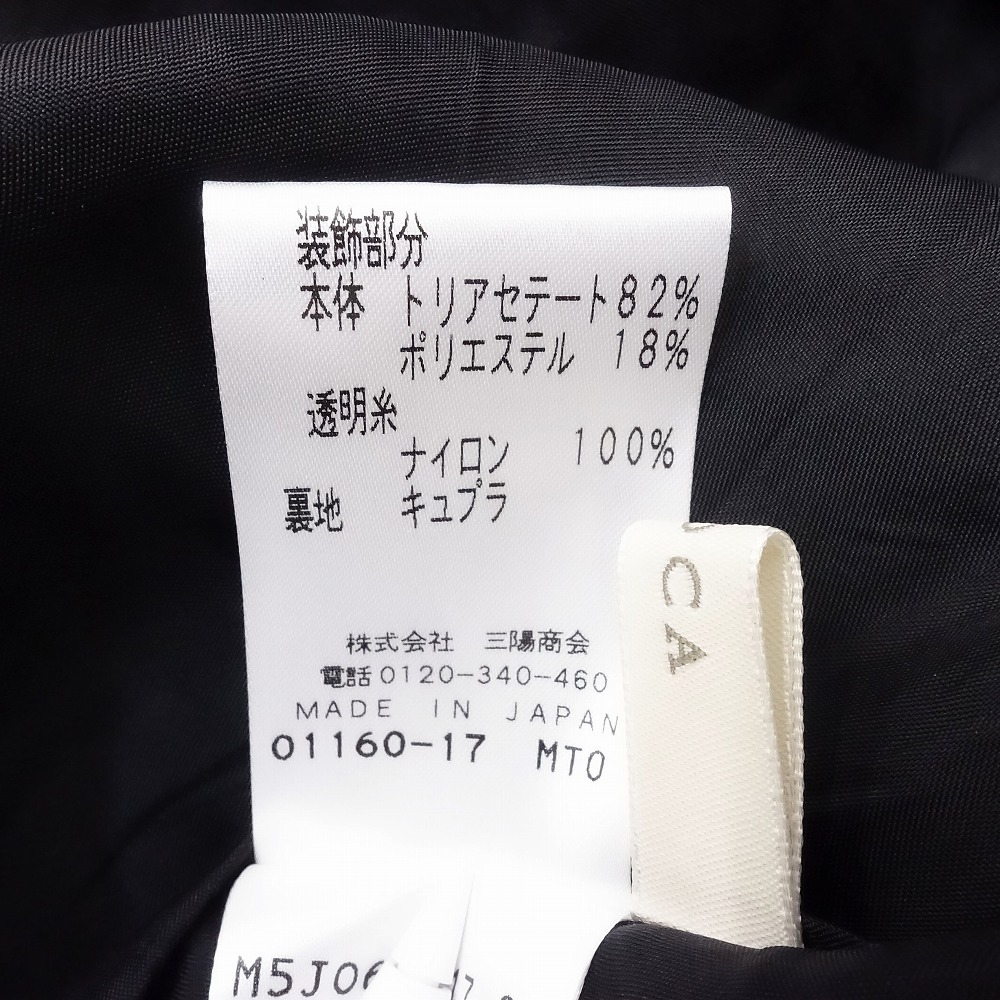 装飾部分
本体 トリアセテート82%
ポリエステル 18%
透明糸
ナイロン 100%
裏地 キュプラ
株式会社 三陽商会
電話0120-340-460
MADE IN JAPAN
01160-17 MTO
CA
M5J06